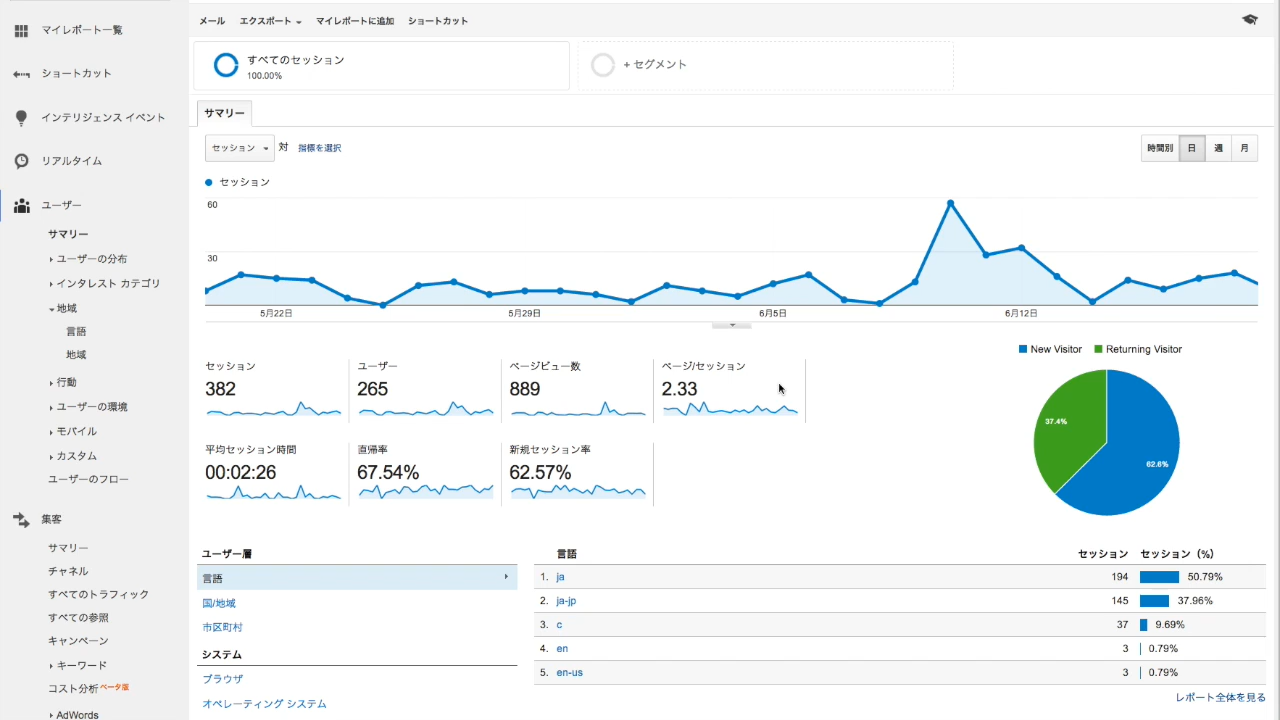 マイレポート一覧
ショートカット
インテリジェンス イベント
リアルタイム
ユーザー
サマリー
ユーザーの分布
インタレスト カテゴリ
地域
言語
地域
行動
ユーザーの環境
モバイル
カスタム
ユーザーのフロー
集客
サマリー
チャネル
すべてのトラフィック
すべての参照
キャンペーン
キーワード
コスト分析 ベータ版
AdWords
メール エクスポート マイレポートに追加 ショートカット
すべてのセッション
100.00%
+ セグメント
サマリー
セッション 対 指標を選択
時間別 日 週 月
セッション
60
30
5月22日 5月29日 6月5日 6月12日
New Visitor Returning Visitor
セッション ユーザー ページビュー数 ページ/セッション
382 265 889 2.33
37.4%
62.6%
平均セッション時間 直帰率 新規セッション率
00:02:26 67.54% 62.57%
ユーザー層
言語
国/地域
市区町村
システム
ブラウザ
オペレーティング システム
言語 セッション セッション（%）
1. ja 194 50.79%
2. ja-jp 145 37.96%
3. c 37 9.69%
4. en 3 0.79%
5. en-us 3 0.79%
レポート全体を見る